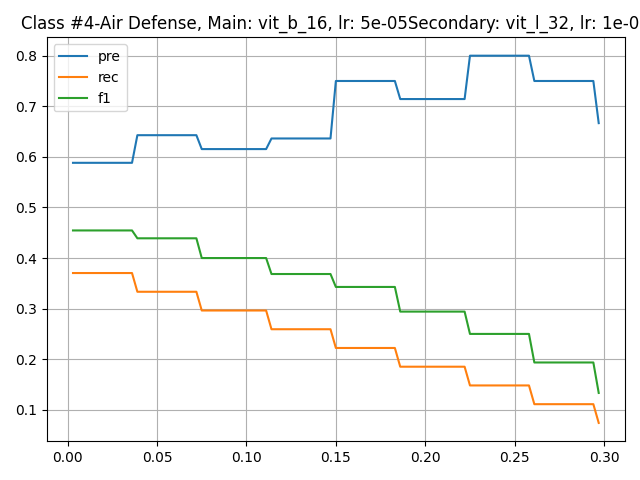 Class #4-Air Defense, Main: vit_b_16, lr: 5e-05Secondary: vit_l_32, lr: 1e-0
pre
rec
f1
0.8
0.7
0.6
0.5
0.4
0.3
0.2
0.1
0.00 0.05 0.10 0.15 0.20 0.25 0.30